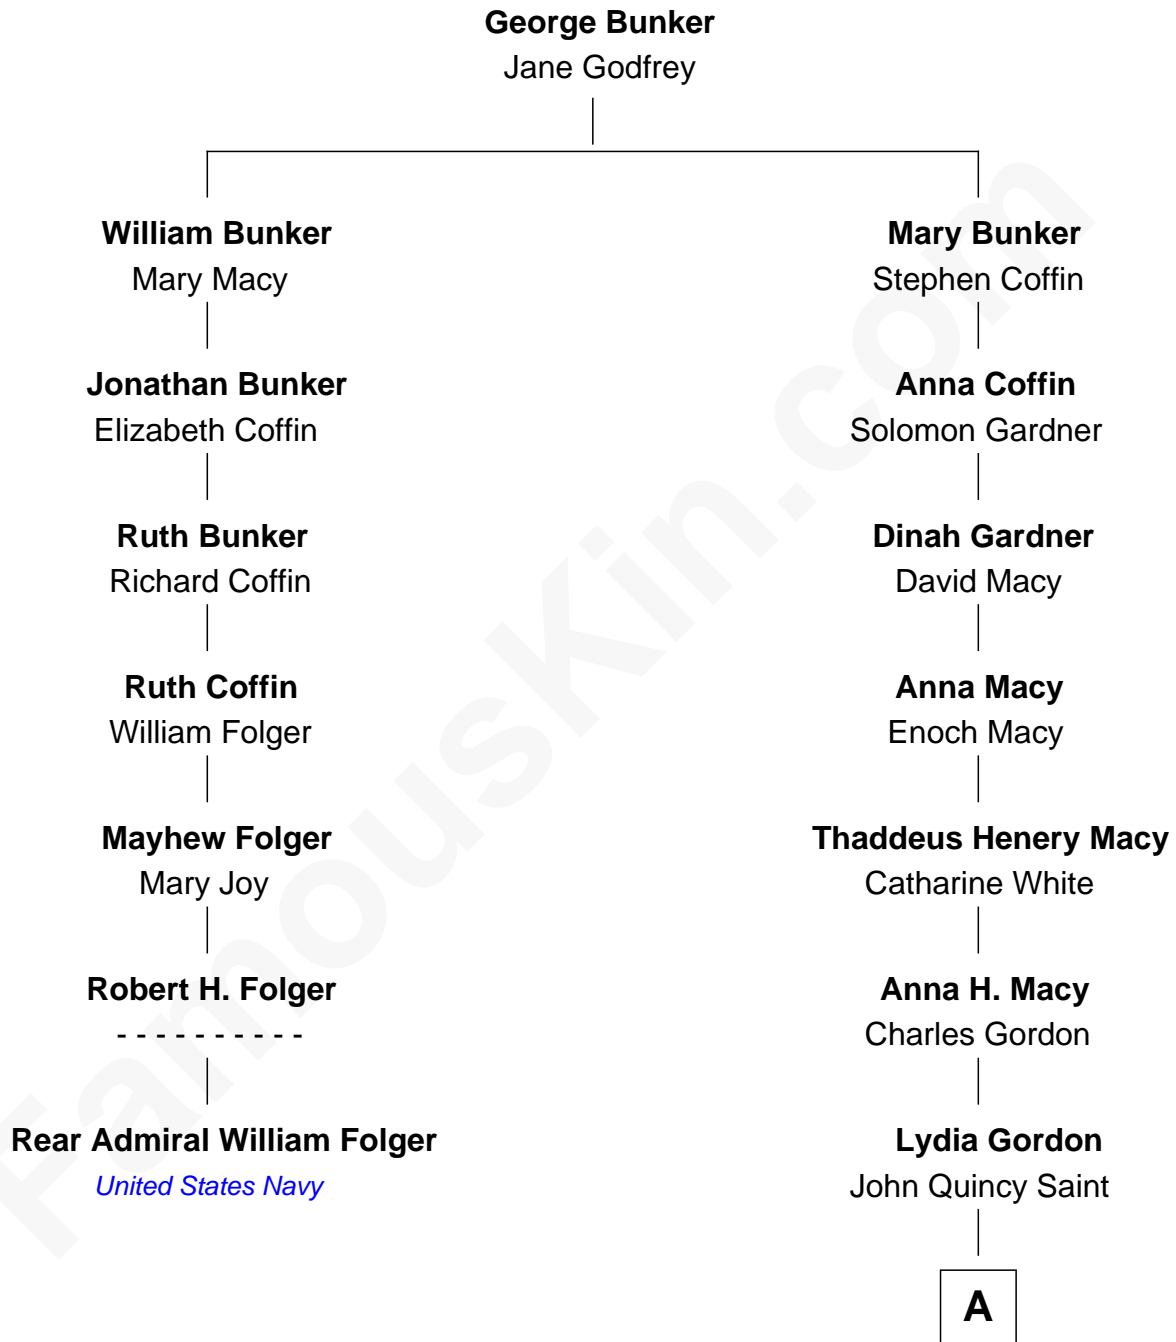 George Bunker
Jane Godfrey
William Bunker
Mary Macy
Mary Bunker
Stephen Coffin
Jonathan Bunker
Elizabeth Coffin
Anna Coffin
Solomon Gardner
Ruth Bunker
Richard Coffin
Dinah Gardner
David Macy
Ruth Coffin
William Folger
Anna Macy
Enoch Macy
Mayhew Folger
Mary Joy
Thaddeus Henery Macy
Catharine White
Robert H. Folger
- - - - - - - - - -
Anna H. Macy
Charles Gordon
Rear Admiral William Folger
United States Navy
Lydia Gordon
John Quincy Saint
A
FamousKin.com